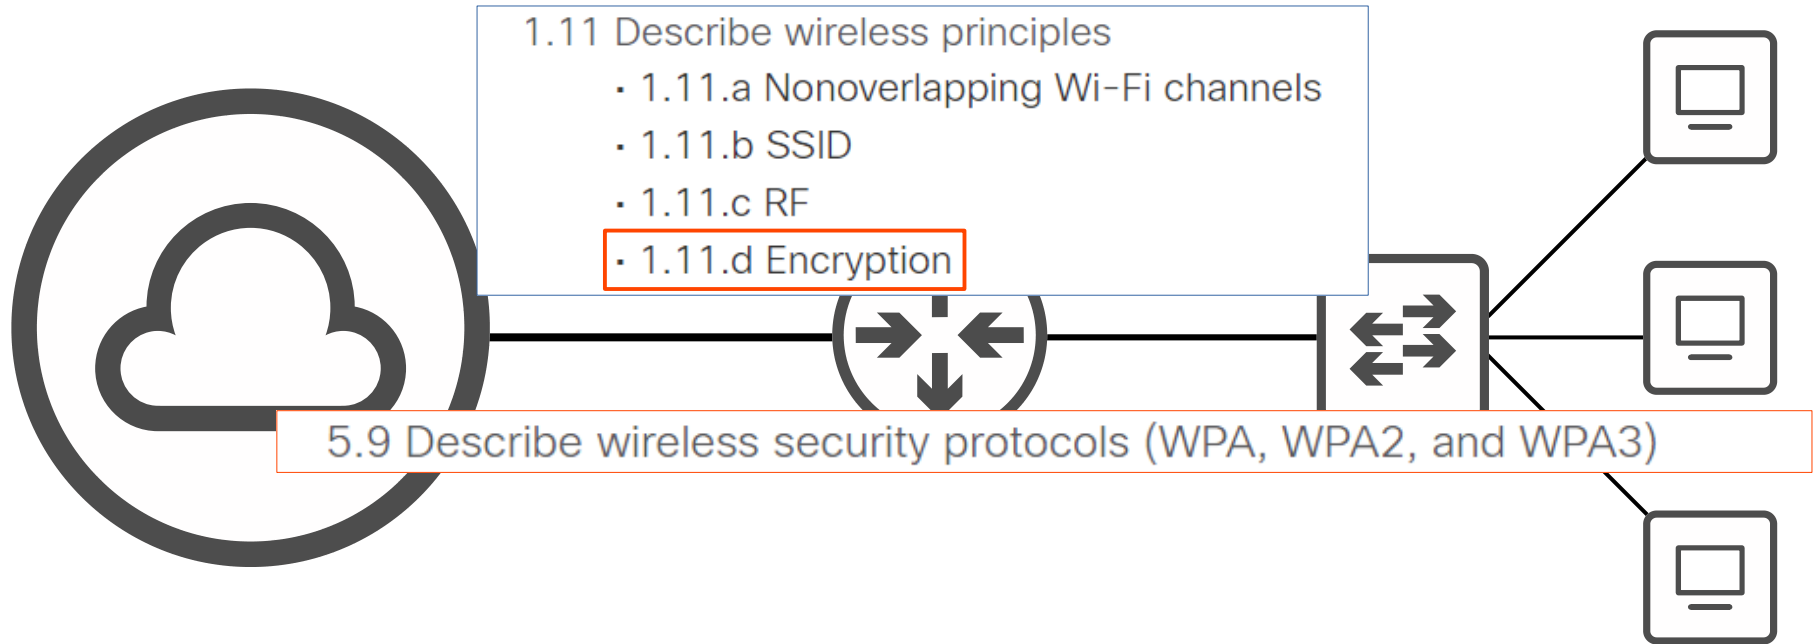 1.11 Describe wireless principles
· 1.11.a Nonoverlapping Wi-Fi channels
· 1.11.b SSID
· 1.11.c RF
· 1.11.d Encryption
5.9 Describe wireless security protocols (WPA, WPA2, and WPA3)